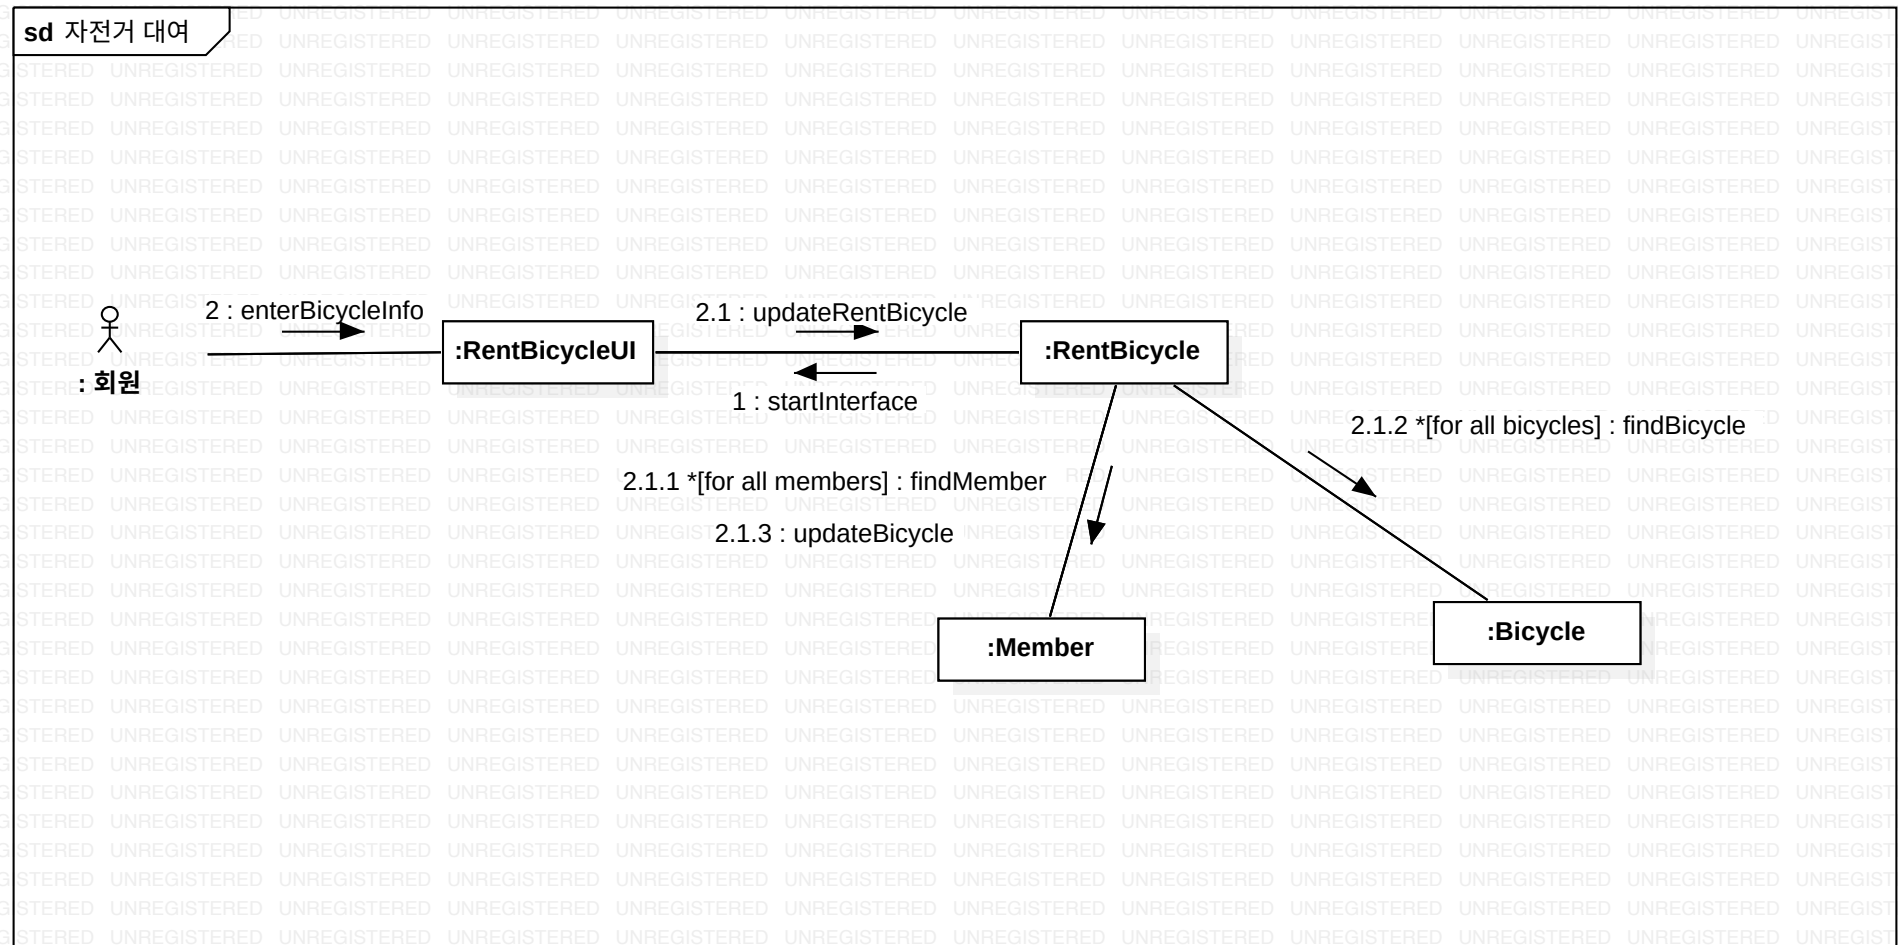 sd 자전거 대여
2 : enterBicycleInfo
2.1 : updateRentBicycle
: 회원
:RentBicycleUI
:RentBicycle
1 : startInterface
2.1.2 *[for all bicycles] : findBicycle
2.1.1 *[for all members] : findMember
2.1.3 : updateBicycle
:Member
:Bicycle
UNREGISTERED